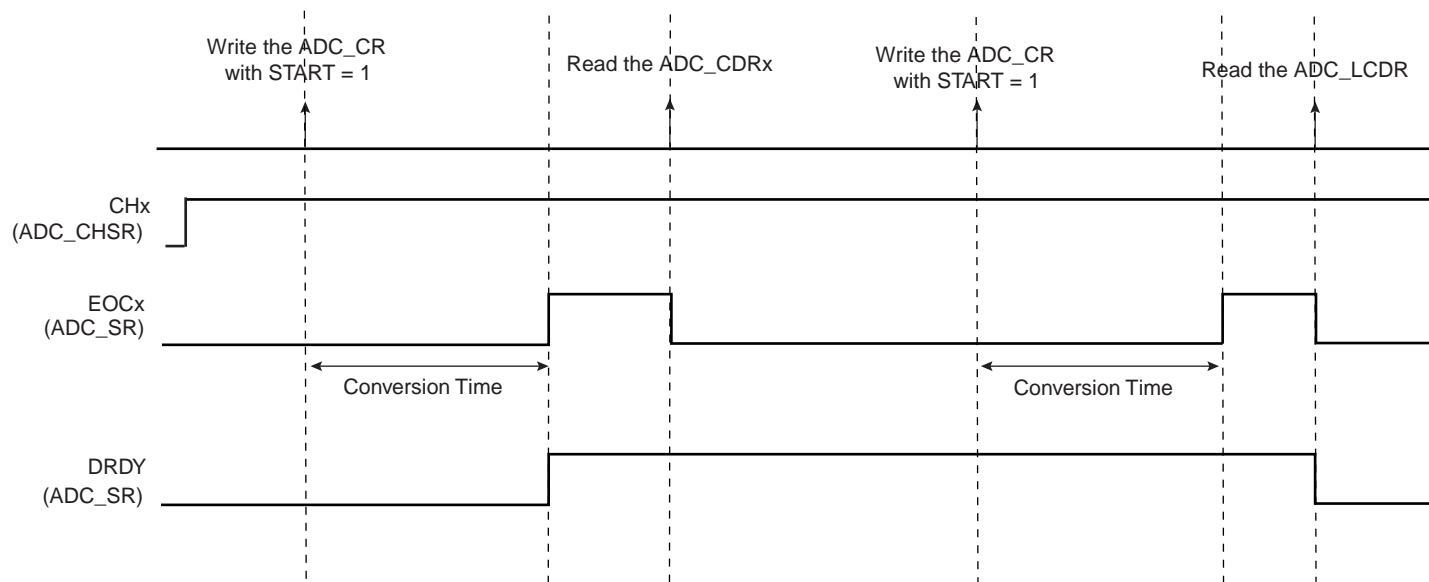 Write the ADC_CR
with START = 1
Read the ADC_CDRx
Write the ADC_CR
with START = 1
Read the ADC_LCDR
CHx
(ADC_CHSR)
EOCx
(ADC_SR)
Conversion Time
Conversion Time
DRDY
(ADC_SR)